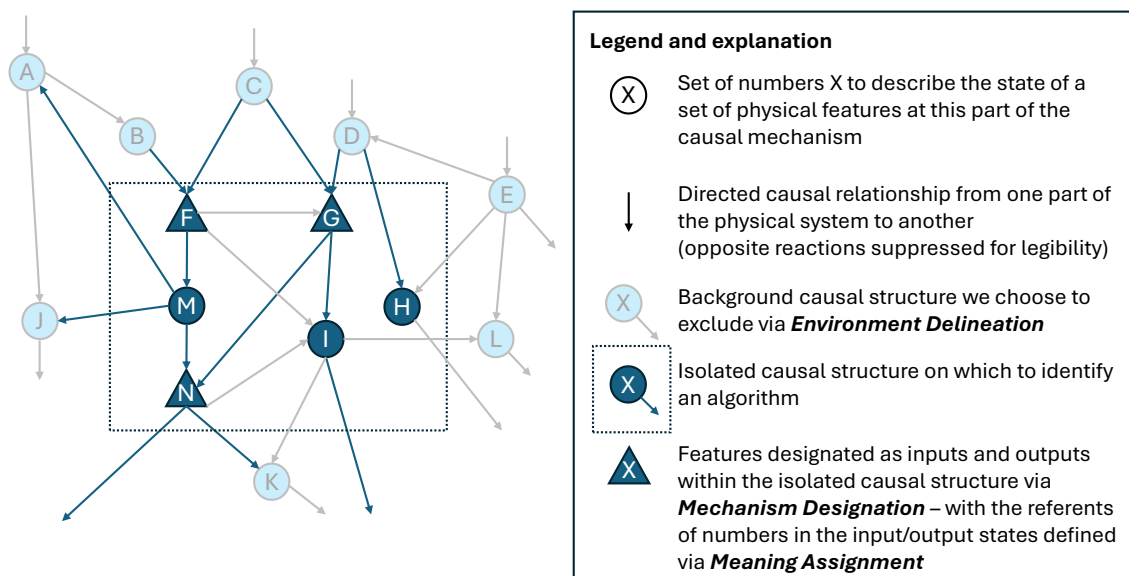 A
C
B
D
E
F
G
M
H
J
I
L
N
K
Legend and explanation
X
Set of numbers X to describe the state of a
set of physical features at this part of the
causal mechanism
Directed causal relationship from one part of
the physical system to another
(opposite reactions suppressed for legibility)
X
Background causal structure we choose to
exclude via Environment Delineation
X
Isolated causal structure on which to identify
an algorithm
X
Features designated as inputs and outputs
within the isolated causal structure via
Mechanism Designation – with the referents
of numbers in the input/output states defined
via Meaning Assignment